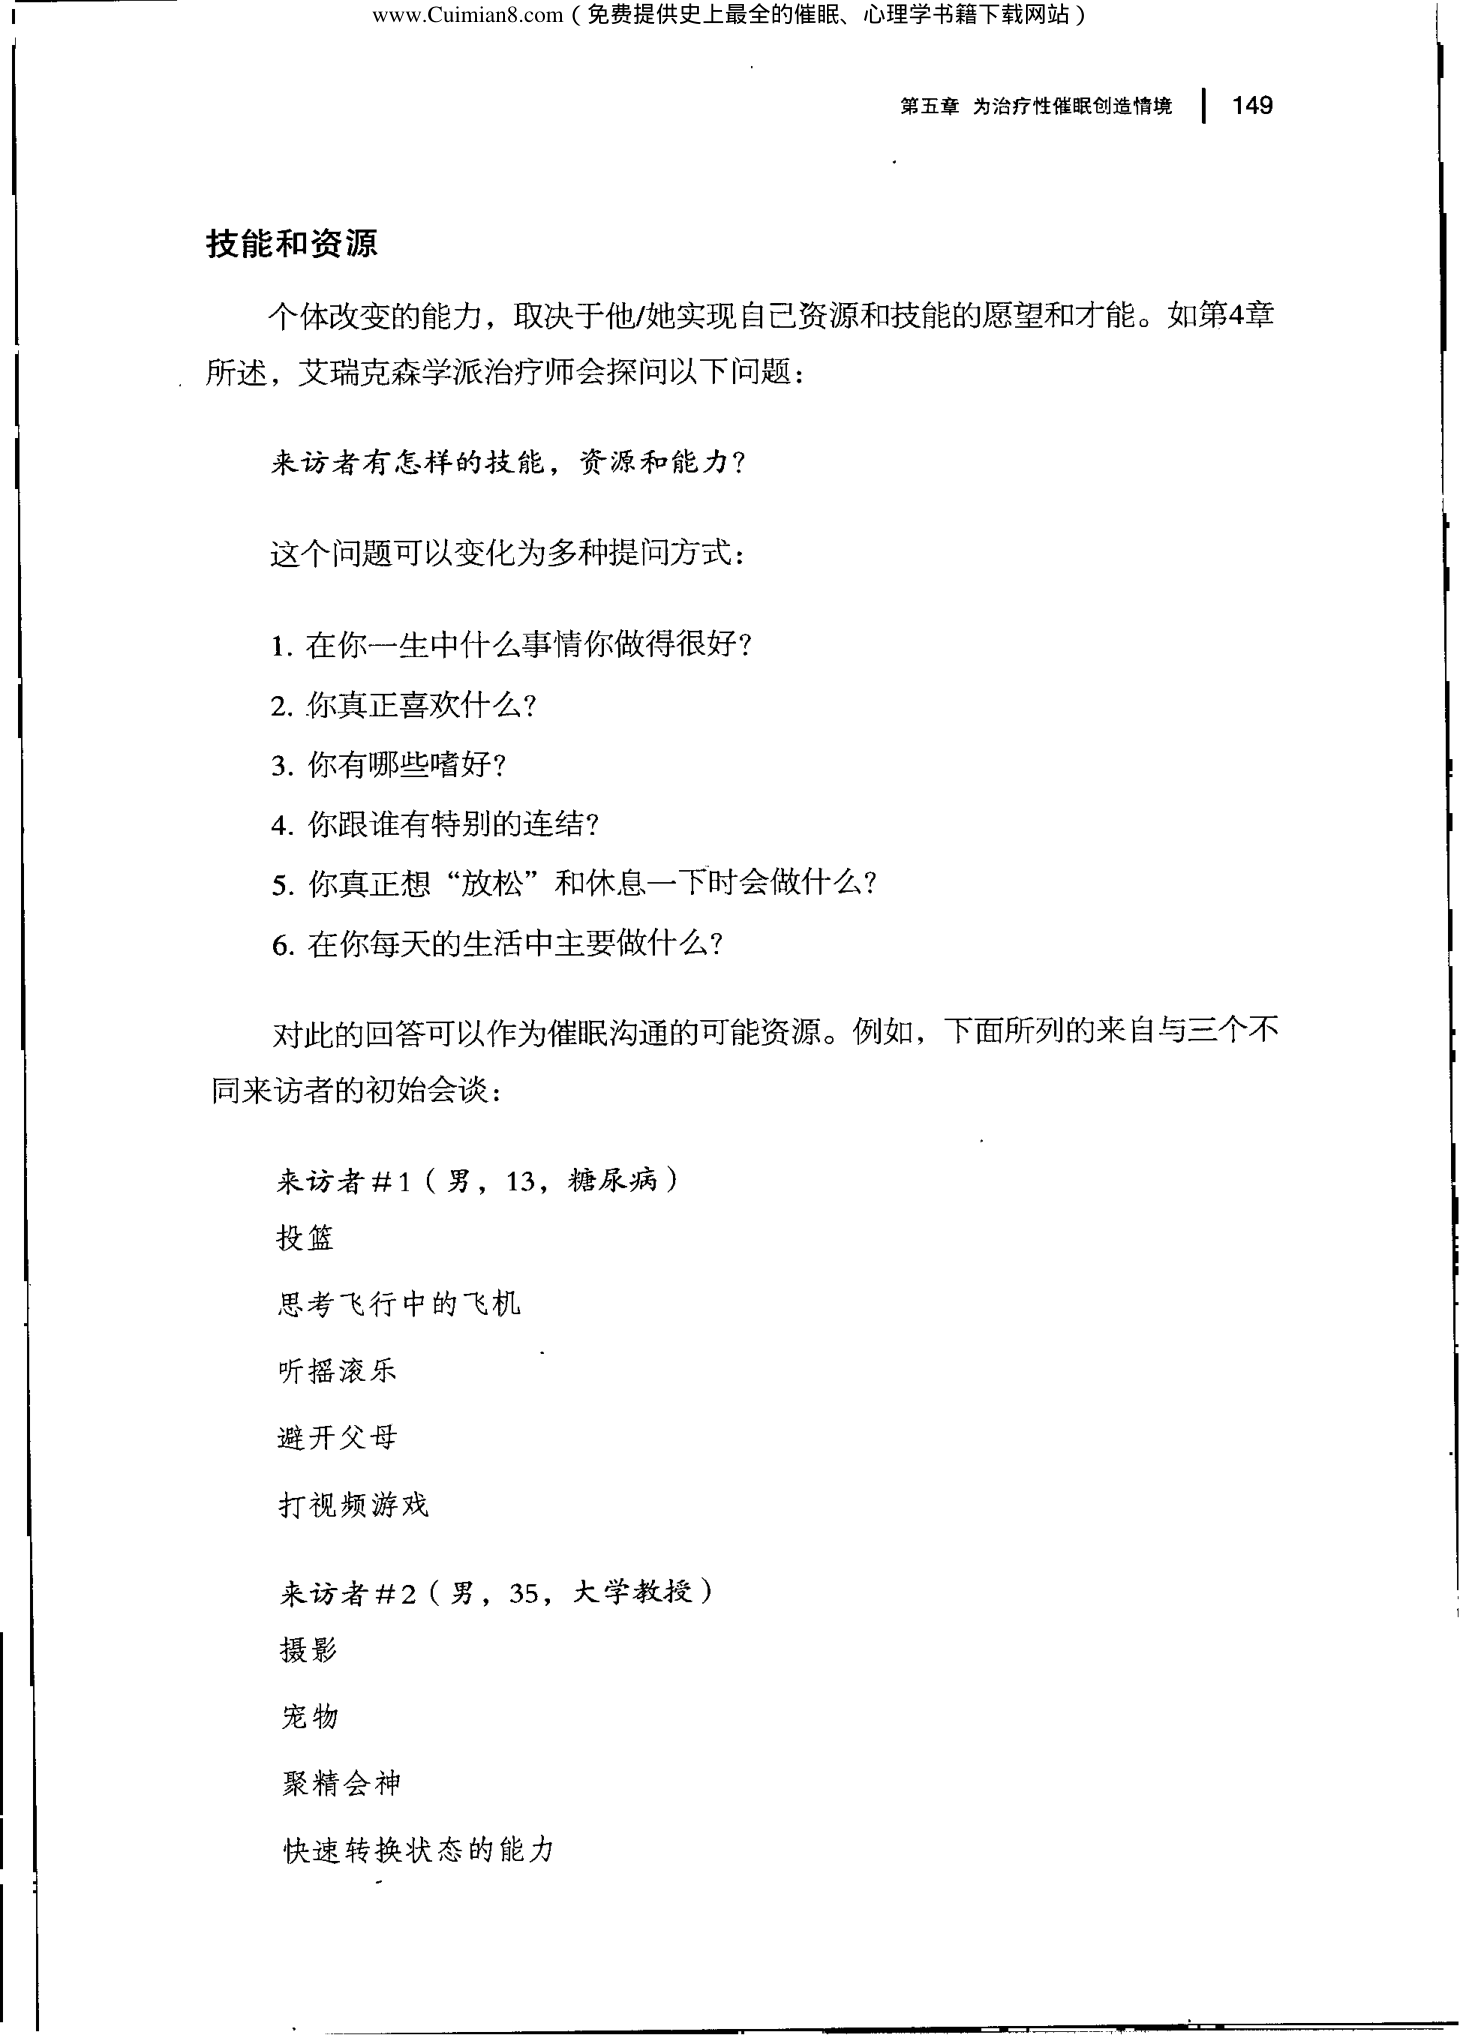 www.Cuimian8.com（免费提供史上最全的催眠、心理学书籍下载网站）
第五章 为治疗性催眠创造情境 149
技能和资源
个体改变的能力，取决于他/她实现自己资源和技能的愿望和才能。如第4章
所述，艾瑞克森学派治疗师会探问以下问题：
来访者有怎样的技能，资源和能力？
这个问题可以变化为多种提问方式：
1. 在你一生中什么事情你做得很好？
2. 你真正喜欢什么？
3. 你有哪些嗜好？
4. 你跟谁有特别的连结？
5. 你真正想“放松”和休息一下时会做什么？
6. 在你每天的生活中主要做什么？
对此的回答可以作为催眠沟通的可能资源。例如，下面所列的来自与三个不
同来访者的初始会谈：
来访者＃1（男，13，糖尿病）
投篮
思考飞行中的飞机
听摇滚乐
避开父母
打视频游戏
来访者＃2（男，35，大学教授）
摄影
宠物
聚精会神
快速转换状态的能力